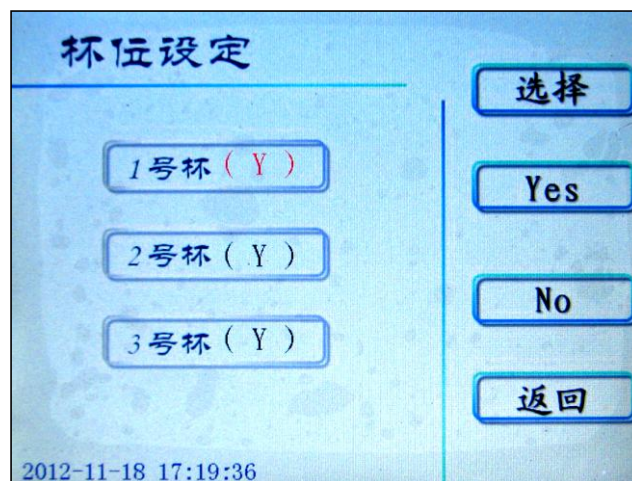 杯位设定
1号杯 ( Y )
2号杯 ( Y )
3号杯 ( Y )
选择
Yes
No
返回
2012-11-18 17:19:36